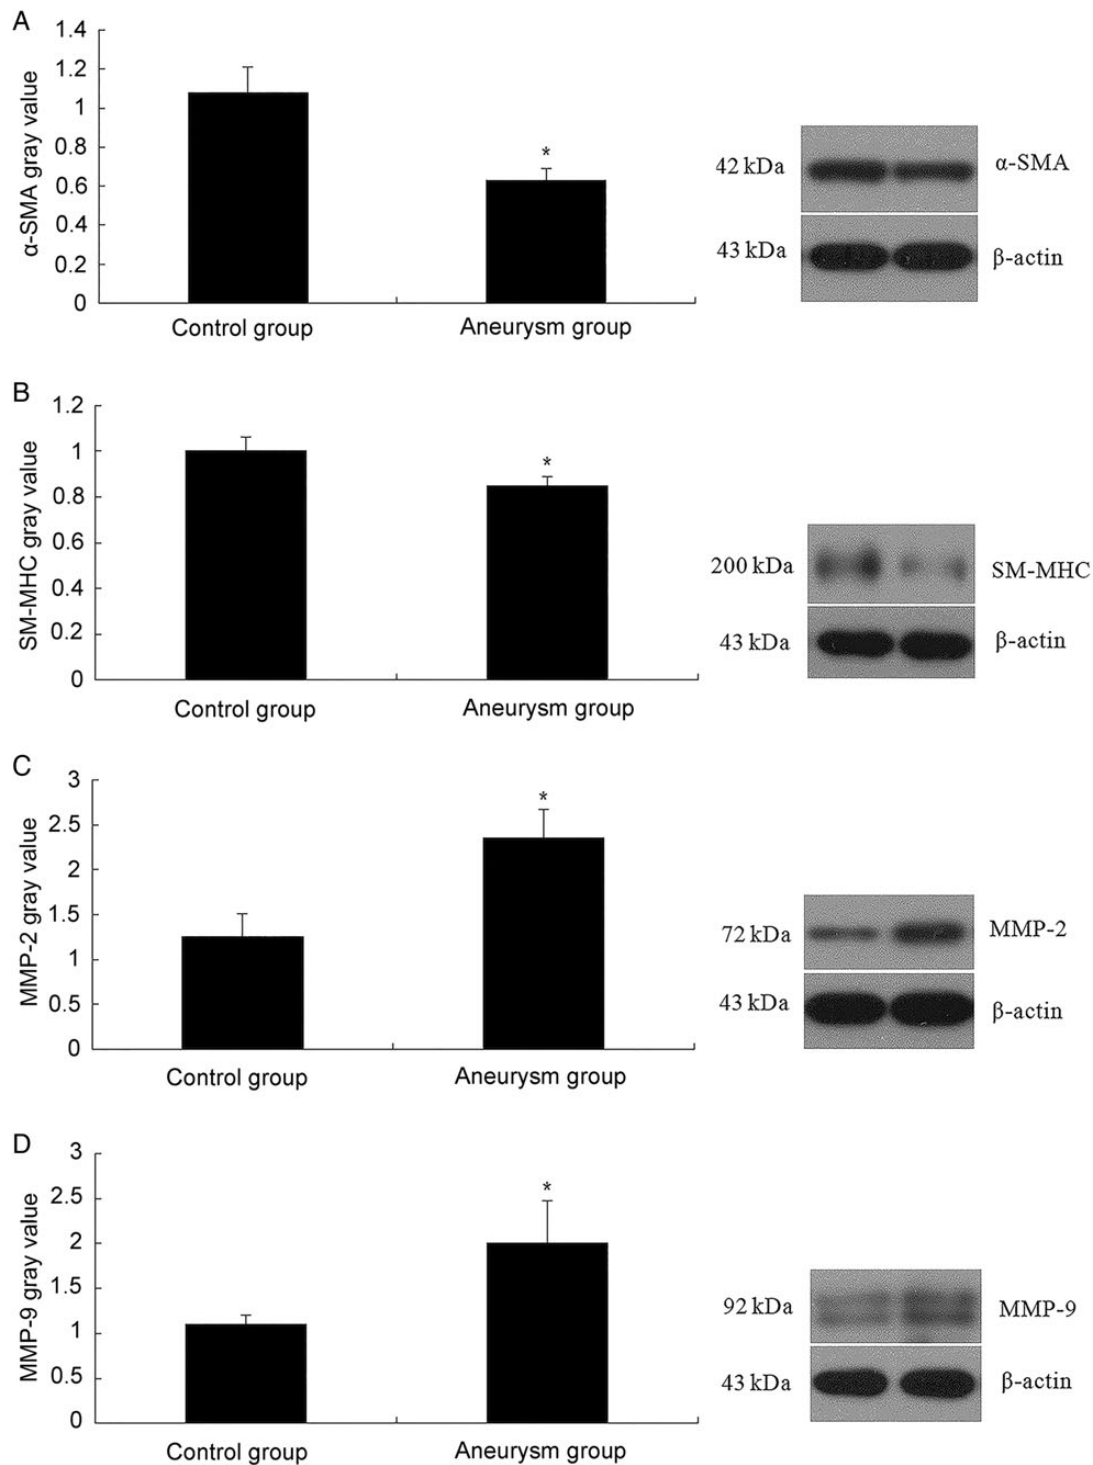 A
α-SMA gray value
1.4
1.2
1
0.8
0.6
0.4
0.2
0
*
Control group
Aneurysm group
42 kDa
α-SMA
43 kDa
β-actin
B
SM-MHC gray value
1.2
1
0.8
0.6
0.4
0.2
0
*
Control group
Aneurysm group
200 kDa
SM-MHC
43 kDa
β-actin
C
MMP-2 gray value
3
2.5
2
1.5
1
0.5
0
*
Control group
Aneurysm group
72 kDa
MMP-2
43 kDa
β-actin
D
MMP-9 gray value
3
2.5
2
1.5
1
0.5
0
*
Control group
Aneurysm group
92 kDa
MMP-9
43 kDa
β-actin